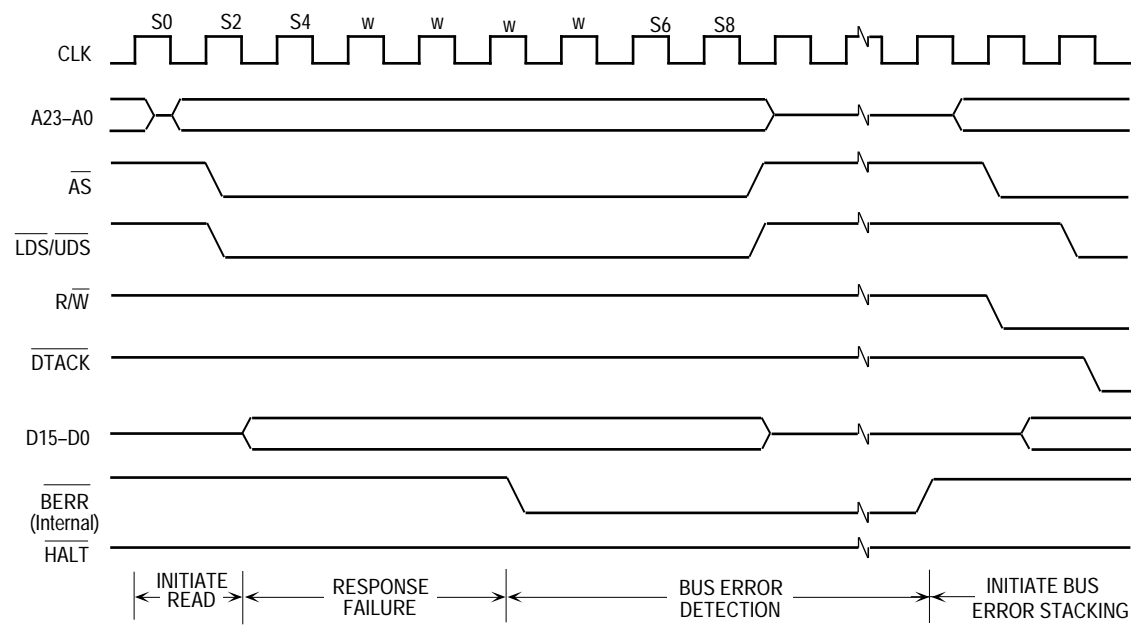 S0 S2 S4 w w w w S6 S8
CLK
A23–A0
AS
LDS/UDS
R/W
DTACK
D15–D0
BERR
(Internal)
HALT
INITIATE
READ
RESPONSE
FAILURE
BUS ERROR
DETECTION
INITIATE BUS
ERROR STACKING